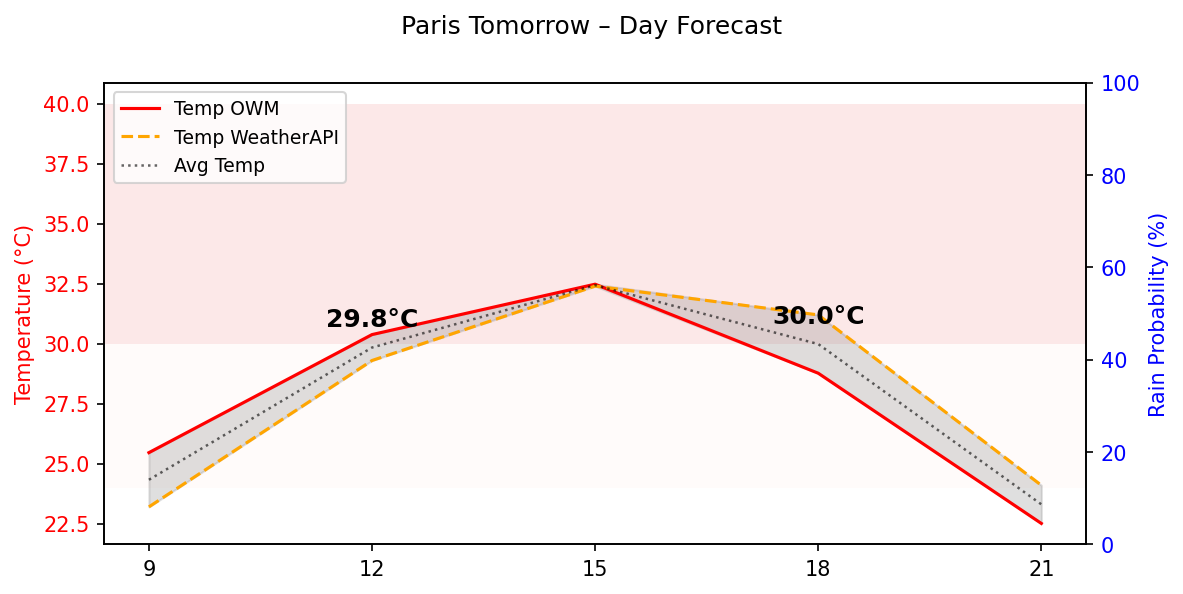 Paris Tomorrow – Day Forecast
Temp OWM
Temp WeatherAPI
Avg Temp
Temperature (°C)
40.0
37.5
35.0
32.5
30.0
27.5
25.0
22.5
29.8°C
30.0°C
100
80
60
40
20
0
Rain Probability (%)
9 12 15 18 21